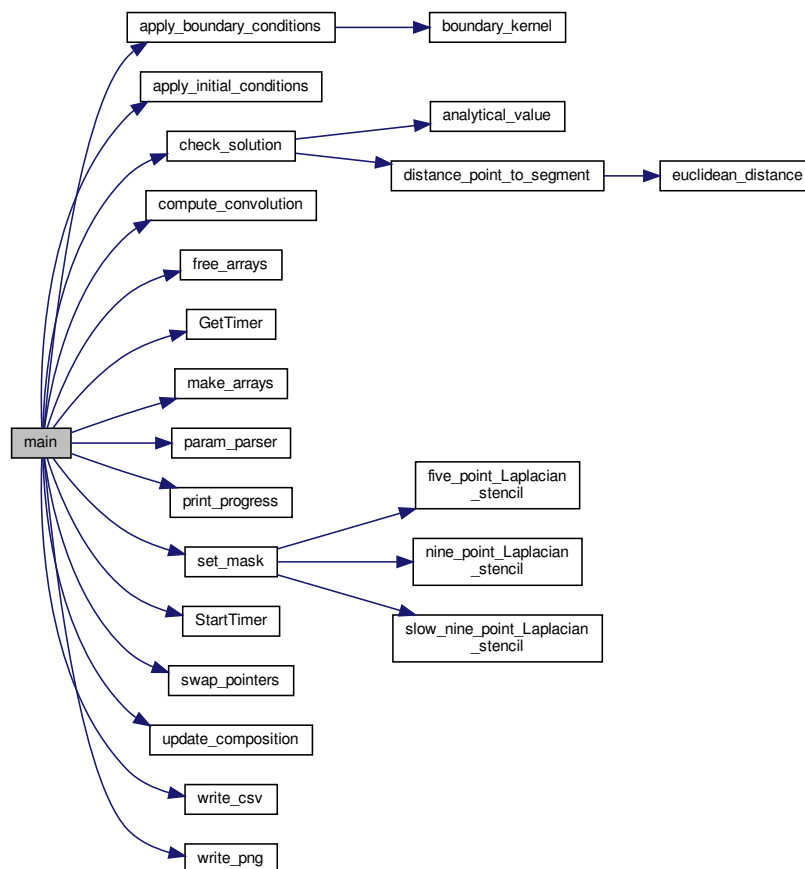 apply_boundary_conditions
boundary_kernel
apply_initial_conditions
analytical_value
check_solution
distance_point_to_segment
euclidean_distance
compute_convolution
free_arrays
GetTimer
make_arrays
main
param_parser
print_progress
five_point_Laplacian
_stencil
set_mask
nine_point_Laplacian
_stencil
slow_nine_point_Laplacian
_stencil
StartTimer
swap_pointers
update_composition
write_csv
write_png